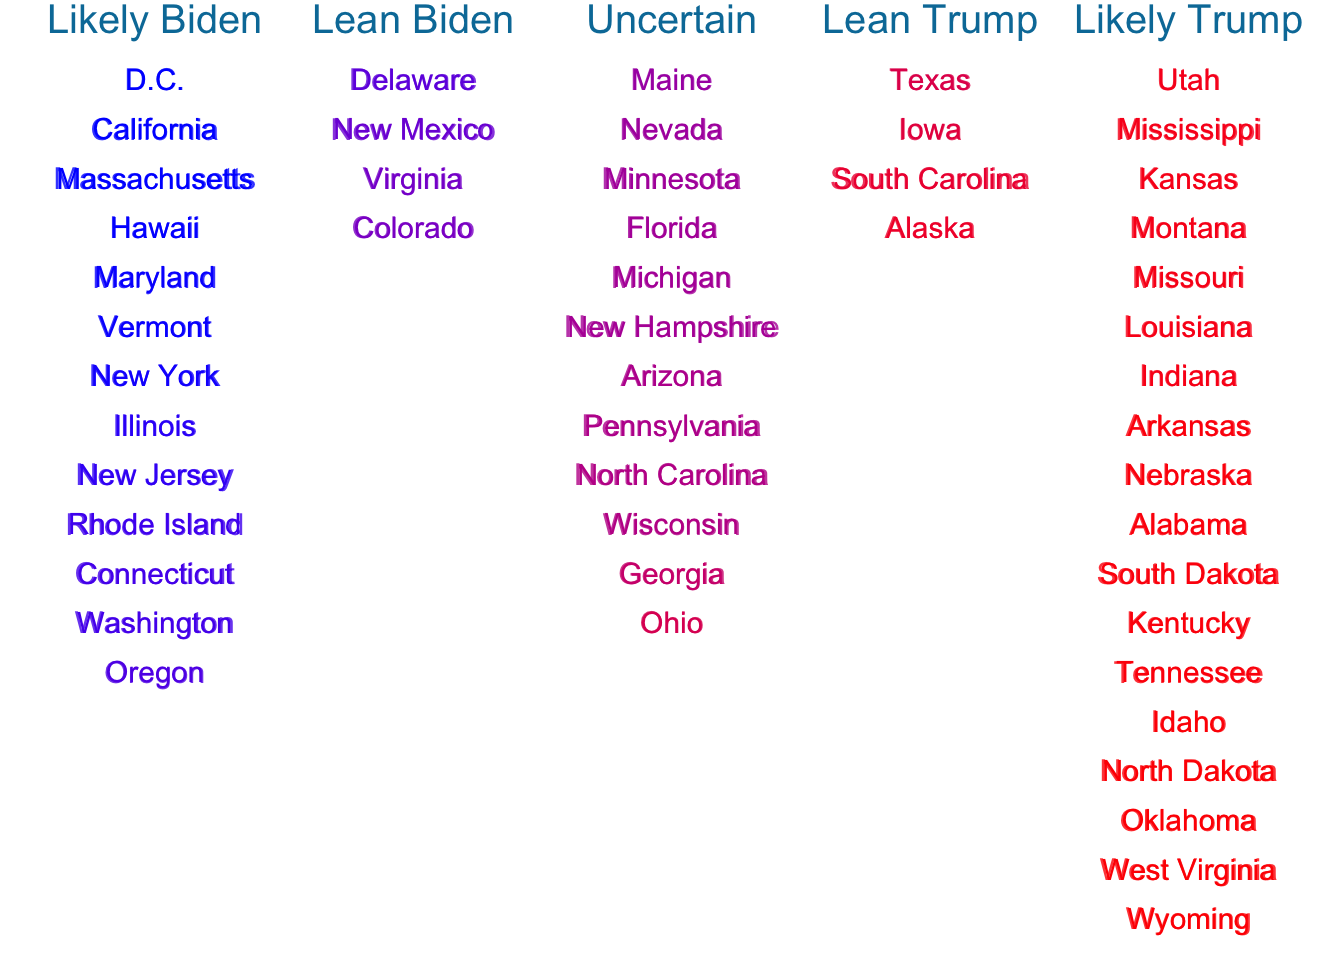 Likely Biden Lean Biden Uncertain Lean Trump Likely Trump
D.C. Delaware Maine Texas Utah
California New Mexico Nevada Iowa Mississippi
Massachusetts Virginia Minnesota South Carolina Kansas
Hawaii Colorado Florida Alaska Montana
Maryland Michigan Missouri
Vermont New Hampshire Louisiana
New York Arizona Indiana
Illinois Pennsylvania Arkansas
New Jersey North Carolina Nebraska
Rhode Island Wisconsin Alabama
Connecticut Georgia South Dakota
Washington Ohio Kentucky
Oregon Tennessee
Idaho
North Dakota
Oklahoma
West Virginia
Wyoming